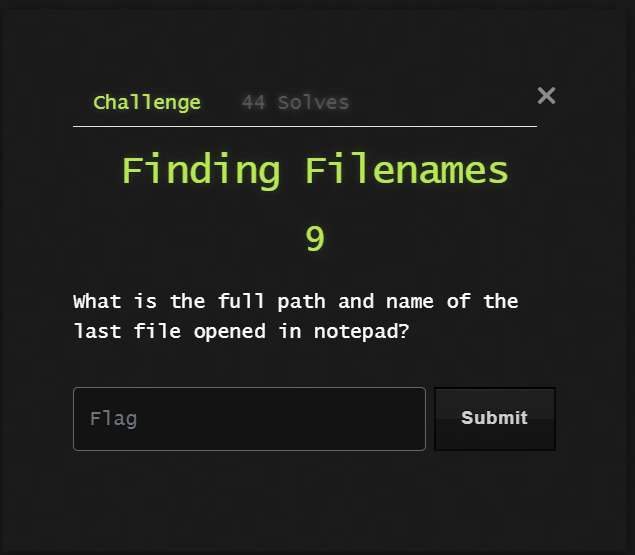 Challenge 44 Solves ×
Finding Filenames
9
What is the full path and name of the
last file opened in notepad?
Flag Submit